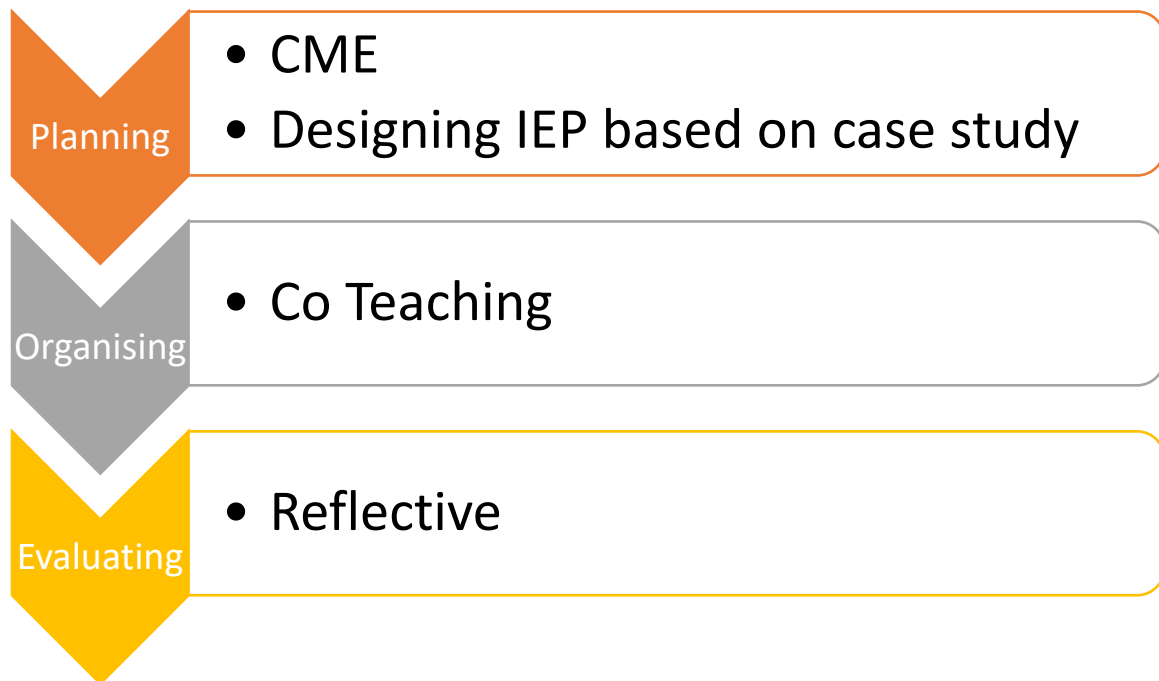 Planning
• CME
• Designing IEP based on case study
Organising
• Co Teaching
Evaluating
• Reflective